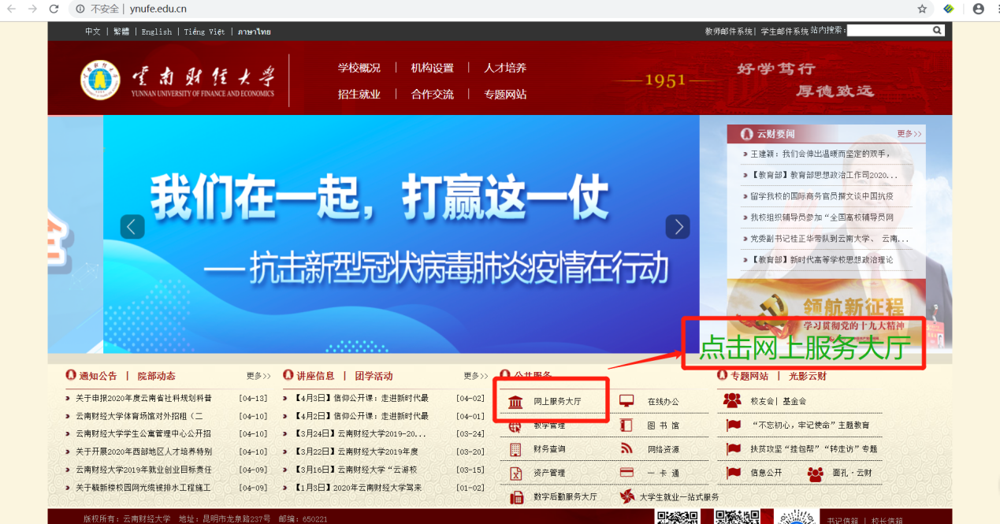 不安全 | ynufe.edu.cn
中文 | 繁體 | English | Tiếng Việt | ภาษาไทย
教师邮件系统| 学生邮件系统 站内搜索:
云南财经大学
YUNNAN UNIVERSITY OF FINANCE AND ECONOMICS
学校概况 | 机构设置 | 人才培养
招生就业 | 合作交流 | 专题网站
1951
好学笃行
厚德致远
我们在一起，打赢这一仗
——抗击新型冠状病毒肺炎疫情在行动
云财要闻 更多>>
王建颖：我们会伸出温暖而坚定的双手，
【教育部】教育部思想政治工作司2020...
留学我校的国际商务官员撰文谈中国抗疫
我校组织辅导员参加“全国高校辅导员网
党委副书记桂正华带队到云南大学、 云南...
【教育部】新时代高等学校思想政治理论
领航新征程
学习贯彻党的十九大精神
点击网上服务大厅
通知公告 | 院部动态 更多>>
关于申报2020年度云南省社科规划科普 [04-13]
云南财经大学体育场馆对外招租（二 [04-10]
云南财经大学学生公寓管理中心公开招 [04-10]
关于开展2020年西部地区人才培养特别 [04-10]
云南财经大学2019年就业创业目标责任 [04-09]
关于毓新楼校园网光缆被排水工程施工 [04-09]
讲座信息 | 团学活动 更多>>
【4月3日】信仰公开课：走进新时代最 [04-02]
【4月2日】信仰公开课：走进新时代最 [04-01]
【3月24日】云南财经大学2019-20... [03-24]
【3月22日】云南财经大学2019年度 [03-20]
【3月16日】云南财经大学“云游校 [03-15]
【1月8日】2020年云南财经大学驾来 [01-02]
公共服务
网上服务大厅 在线办公
教学管理 图 书 馆
财务查询 网络资源
资产管理 一 卡 通
数字后勤服务大厅 大学生就业一站式服务
专题网站 | 光影云财
校友会| 基金会
“不忘初心，牢记使命”主题教育
扶贫攻坚“挂包帮”“转走访”专题
信息公开 面孔·云财
版权所有：云南财经大学 地址：昆明市龙泉路237号 邮编：650221
书记信箱 | 校长信箱